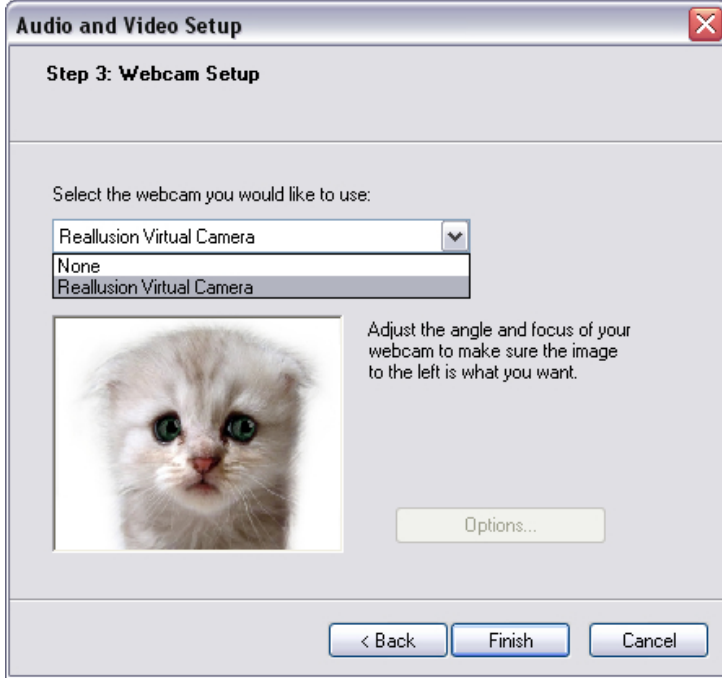 Audio and Video Setup
Step 3: Webcam Setup
Select the webcam you would like to use:
Reallusion Virtual Camera
None
Reallusion Virtual Camera
Adjust the angle and focus of your
webcam to make sure the image
to the left is what you want.
Options...
< Back
Finish
Cancel